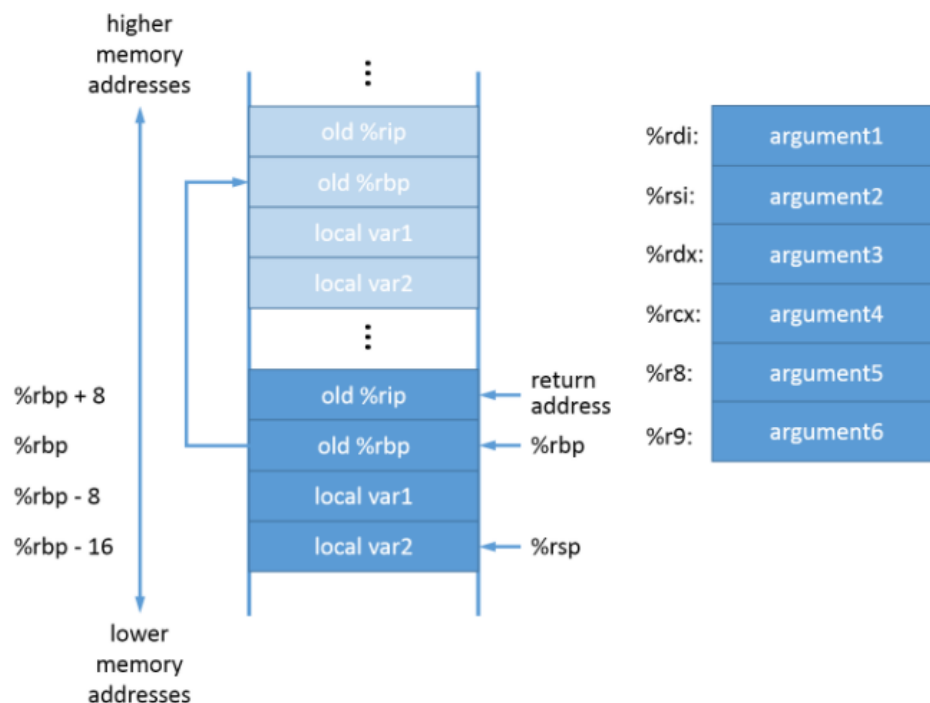 higher
memory
addresses
⋮
old %rip
old %rbp
local var1
local var2
⋮
%rbp + 8
old %rip
return
address
%rbp
old %rbp
%rbp
%rbp - 8
local var1
%rbp - 16
local var2
%rsp
lower
memory
addresses
%rdi:
argument1
%rsi:
argument2
%rdx:
argument3
%rcx:
argument4
%r8:
argument5
%r9:
argument6